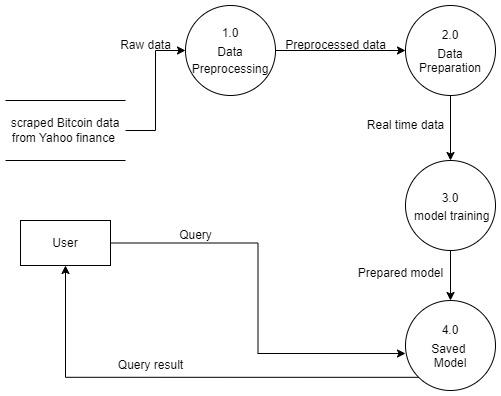 1.0
Data
Preprocessing
2.0
Data
Preparation
Raw data
Preprocessed data
scraped Bitcoin data
from Yahoo finance
Real time data
3.0
model training
User
Query
Prepared model
4.0
Saved
Model
Query result